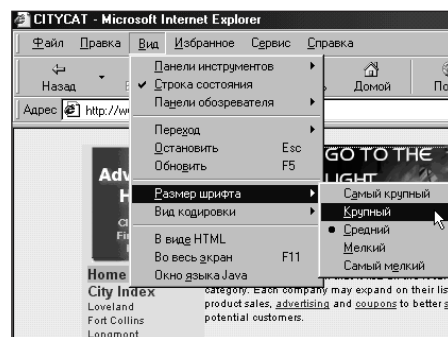 CITYCAT - Microsoft Internet Explorer
Файл Правка Вид Избранное Сервис Справка
Назад
Домой
Адрес http://w
Панели инструментов
Строка состояния
Панели обозревателя
Переход
Остановить Esc
Обновить F5
Размер шрифта
Вид кодировки
В виде HTML
Во весь экран F11
Окно языка Java
Самый крупный
Крупный
Средний
Мелкий
Самый мелкий
GO TO THE
LIGHT
Home
City Index
Loveland
Fort Collins
Longmont
category. Each company may expand on their lis
product sales, advertising and coupons to better s
potential customers.